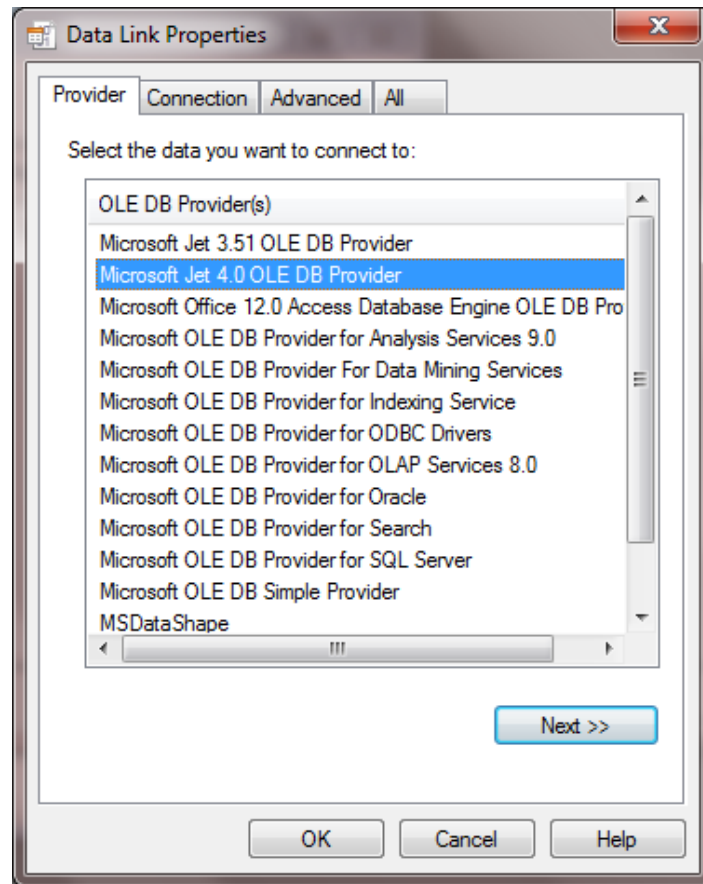 Data Link Properties
Provider Connection Advanced All
Select the data you want to connect to:
OLE DB Provider(s)
Microsoft Jet 3.51 OLE DB Provider
Microsoft Jet 4.0 OLE DB Provider
Microsoft Office 12.0 Access Database Engine OLE DB Pro
Microsoft OLE DB Provider for Analysis Services 9.0
Microsoft OLE DB Provider For Data Mining Services
Microsoft OLE DB Provider for Indexing Service
Microsoft OLE DB Provider for ODBC Drivers
Microsoft OLE DB Provider for OLAP Services 8.0
Microsoft OLE DB Provider for Oracle
Microsoft OLE DB Provider for Search
Microsoft OLE DB Provider for SQL Server
Microsoft OLE DB Simple Provider
MSDataShape
Next >>
OK Cancel Help